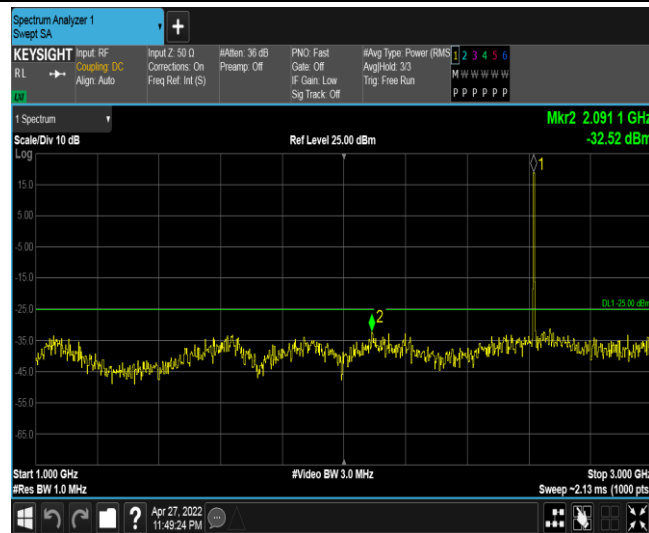 Spectrum Analyzer 1
Swept SA
+
KEYSIGHT
RL
Input: RF
Coupling: DC
Align: Auto
Input Z: 50 Ω
Corrections: On
Freq Ref: Int (S)
#Atten: 36 dB
Preamp: Off
PNO: Fast
Gate: Off
IF Gain: Low
Sig Track: Off
#Avg Type: Power (RMS
Avg|Hold: 3/3
Trig: Free Run
1 2 3 4 5 6
M W W W W W
P P P P P P
1 Spectrum
Scale/Div 10 dB
Ref Level 25.00 dBm
Mkr2 2.091 1 GHz
-32.52 dBm
Log
15.0
5.00
-5.00
-15.0
-25.0
-35.0
-45.0
-55.0
-65.0
1
2
DL1 -25.00 dBm
Start 1.000 GHz
#Res BW 1.0 MHz
#Video BW 3.0 MHz
Stop 3.000 GHz
Sweep ~2.13 ms (1000 pts)
?
Apr 27, 2022
11:49:24 PM